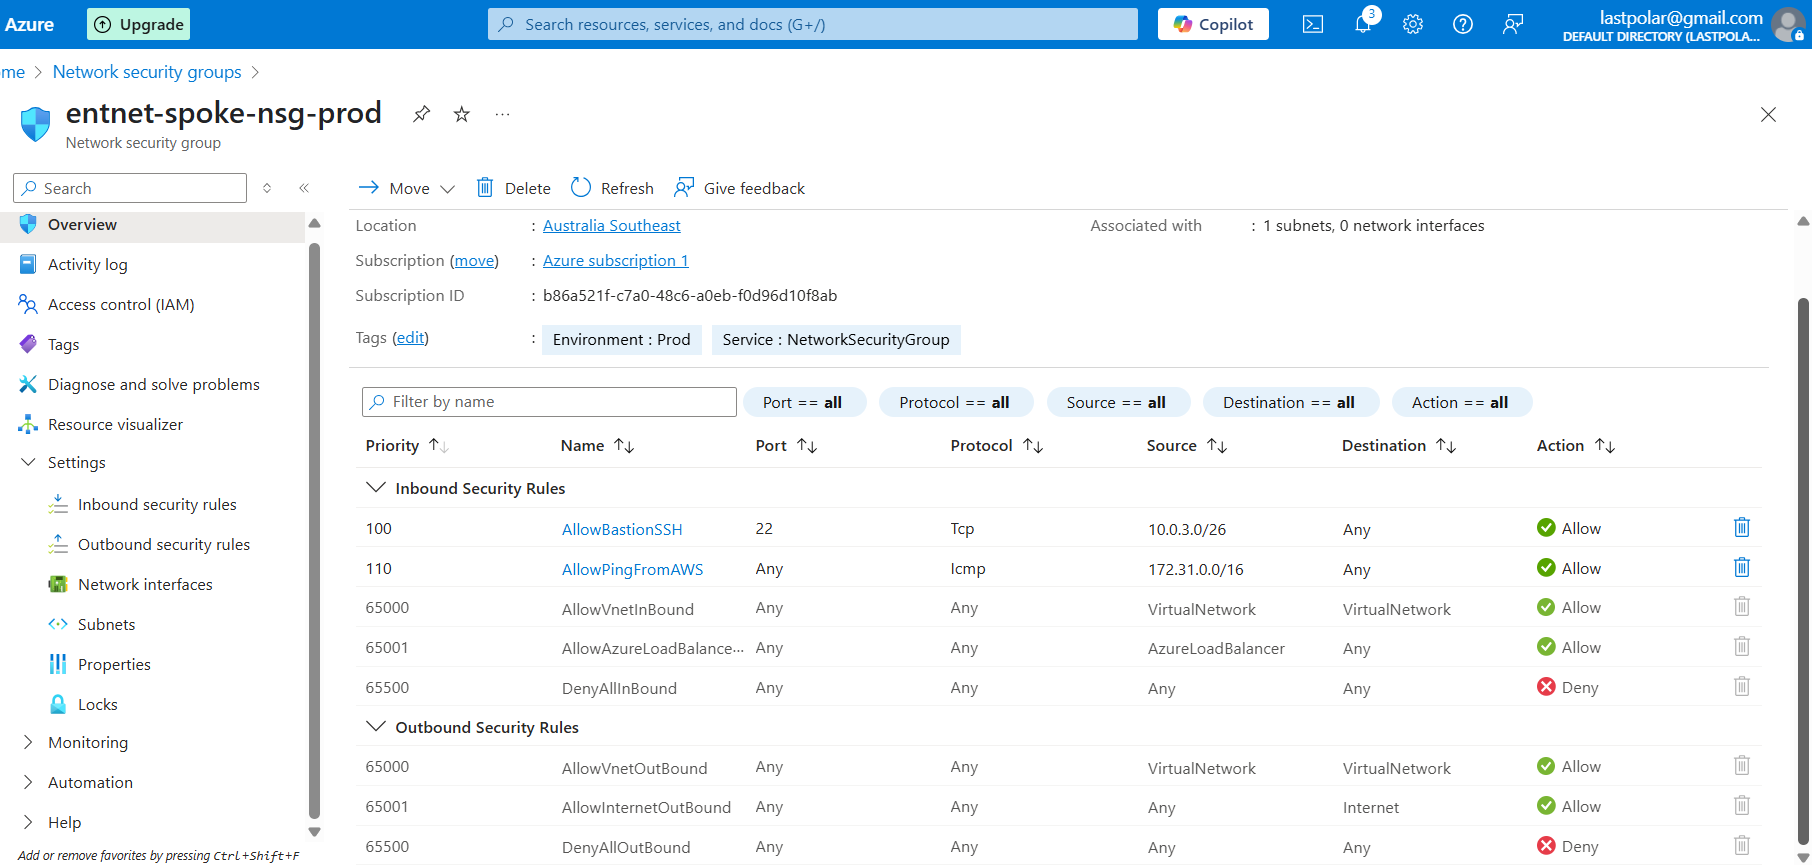 Azure Upgrade Search resources, services, and docs (G+/) Copilot 3 lastpolar@gmail.com
DEFAULT DIRECTORY (LASTPOLA...
ome > Network security groups >
entnet-spoke-nsg-prod ...
Network security group
Search
Move Delete Refresh Give feedback
Overview
Activity log
Access control (IAM)
Tags
Diagnose and solve problems
Resource visualizer
Settings
Inbound security rules
Outbound security rules
Network interfaces
Subnets
Properties
Locks
Monitoring
Automation
Help
Add or remove favorites by pressing Ctrl+Shift+F
Location : Australia Southeast Associated with : 1 subnets, 0 network interfaces
Subscription (move) : Azure subscription 1
Subscription ID : b86a521f-c7a0-48c6-a0eb-f0d96d10f8ab
Tags (edit) : Environment : Prod Service : NetworkSecurityGroup
Filter by name Port == all Protocol == all Source == all Destination == all Action == all
Priority Name Port Protocol Source Destination Action
Inbound Security Rules
100 AllowBastionSSH 22 Tcp 10.0.3.0/26 Any Allow
110 AllowPingFromAWS Any Icmp 172.31.0.0/16 Any Allow
65000 AllowVnetInBound Any Any VirtualNetwork VirtualNetwork Allow
65001 AllowAzureLoadBalance... Any Any AzureLoadBalancer Any Allow
65500 DenyAllInBound Any Any Any Any Deny
Outbound Security Rules
65000 AllowVnetOutBound Any Any VirtualNetwork VirtualNetwork Allow
65001 AllowInternetOutBound Any Any Any Internet Allow
65500 DenyAllOutBound Any Any Any Any Deny